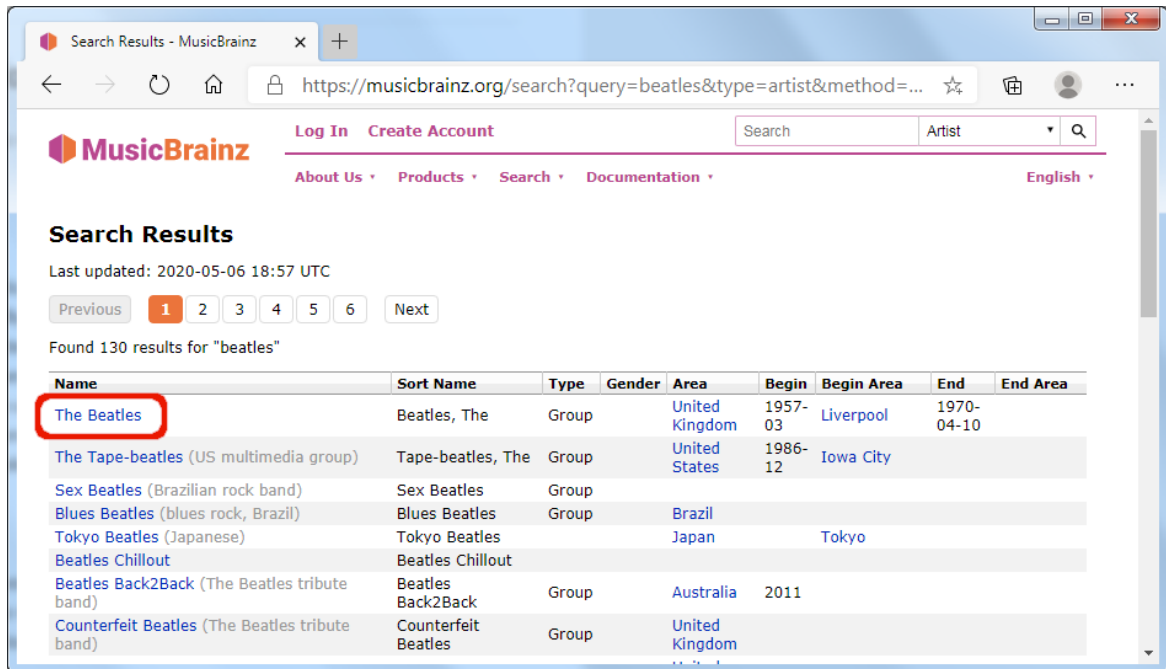 Search Results - MusicBrainz
https://musicbrainz.org/search?query=beatles&type=artist&method=...
MusicBrainz
Log In Create Account
Search Artist
About Us Products Search Documentation English
Search Results
Last updated: 2020-05-06 18:57 UTC
Previous 1 2 3 4 5 6 Next
Found 130 results for "beatles"
Name Sort Name Type Gender Area Begin Begin Area End End Area
The Beatles Beatles, The Group United Kingdom 1957-03 Liverpool 1970-04-10
The Tape-beatles (US multimedia group) Tape-beatles, The Group United States 1986-12 Iowa City
Sex Beatles (Brazilian rock band) Sex Beatles Group
Blues Beatles (blues rock, Brazil) Blues Beatles Group Brazil
Tokyo Beatles (Japanese) Tokyo Beatles Japan Tokyo
Beatles Chillout Beatles Chillout
Beatles Back2Back (The Beatles tribute band) Beatles Back2Back Group Australia 2011
Counterfeit Beatles (The Beatles tribute band) Counterfeit Beatles Group United Kingdom